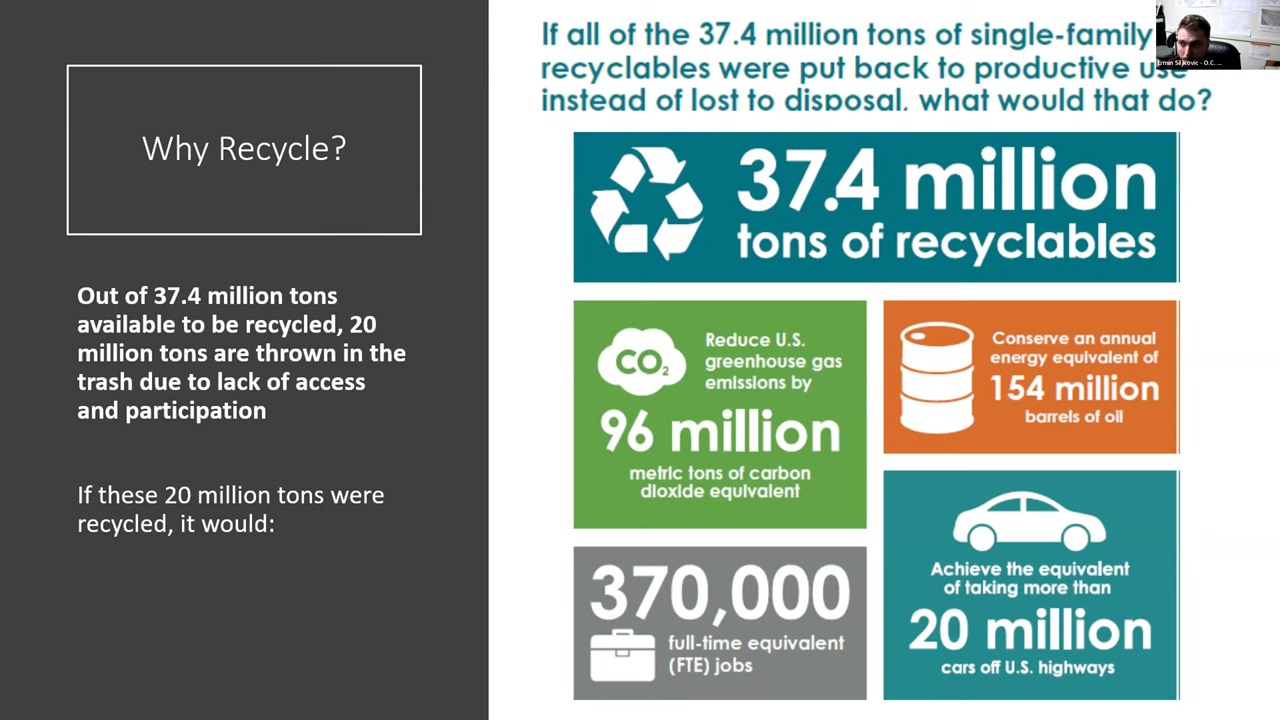 Why Recycle?
Out of 37.4 million tons
available to be recycled, 20
million tons are thrown in the
trash due to lack of access
and participation
If these 20 million tons were
recycled, it would:
If all of the 37.4 million tons of single-family
recyclables were put back to productive use
instead of lost to disposal, what would that do?
37.4 million
tons of recyclables
CO2
Reduce U.S.
greenhouse gas
emissions by
96 million
metric tons of carbon
dioxide equivalent
Conserve an annual
energy equivalent of
154 million
barrels of oil
370,000
full-time equivalent
(FTE) jobs
Achieve the equivalent
of taking more than
20 million
cars off U.S. highways